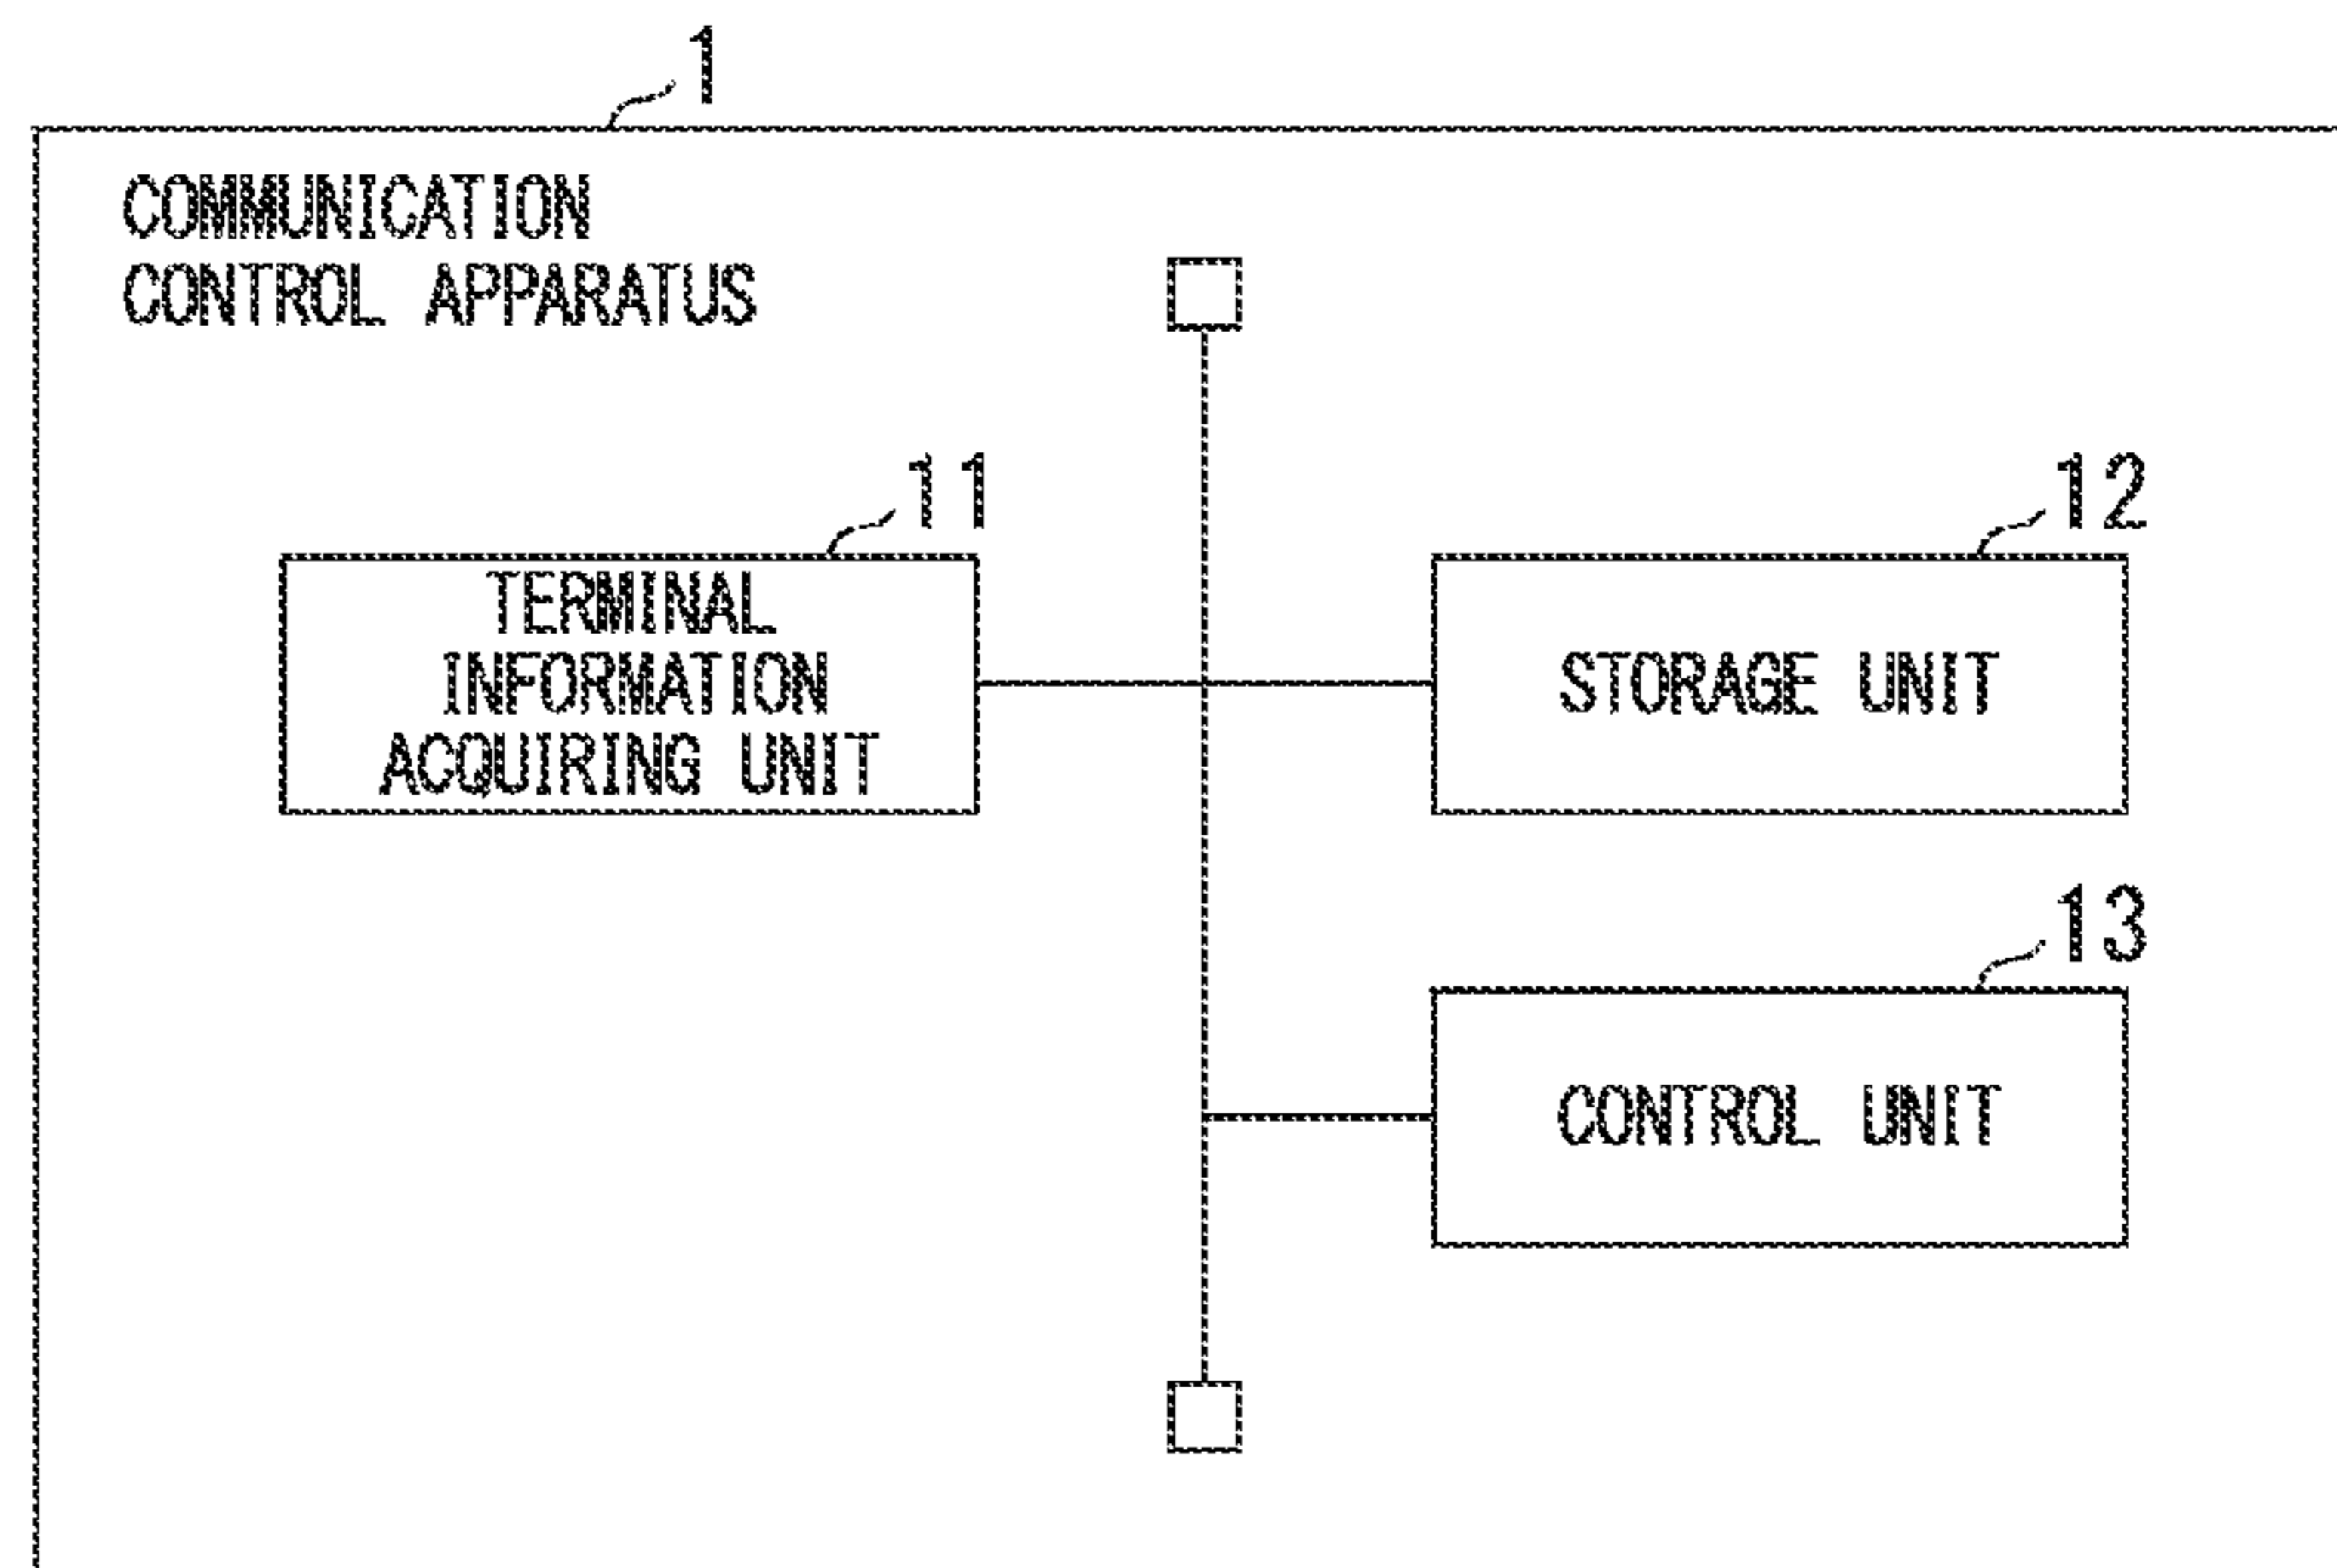 1
COMMUNICATION
CONTROL APPARATUS
11
TERMINAL
INFORMATION
ACQUIRING UNIT
12
STORAGE UNIT
13
CONTROL UNIT